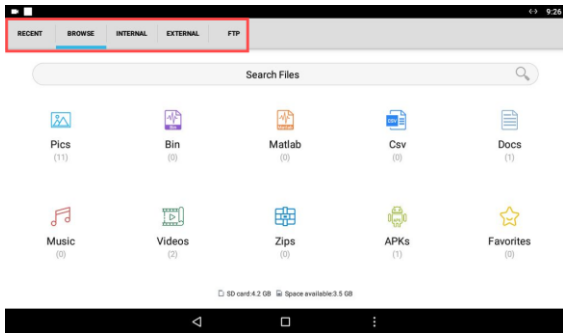 9:26
RECENT BROWSE INTERNAL EXTERNAL FTP
Search Files
Pics Bin Matlab Csv Docs
(11) (0) (0) (0) (1)
Music Videos Zips APKs Favorites
(0) (2) (0) (1) (0)
SD card:4.2 GB Space available:3.5 GB